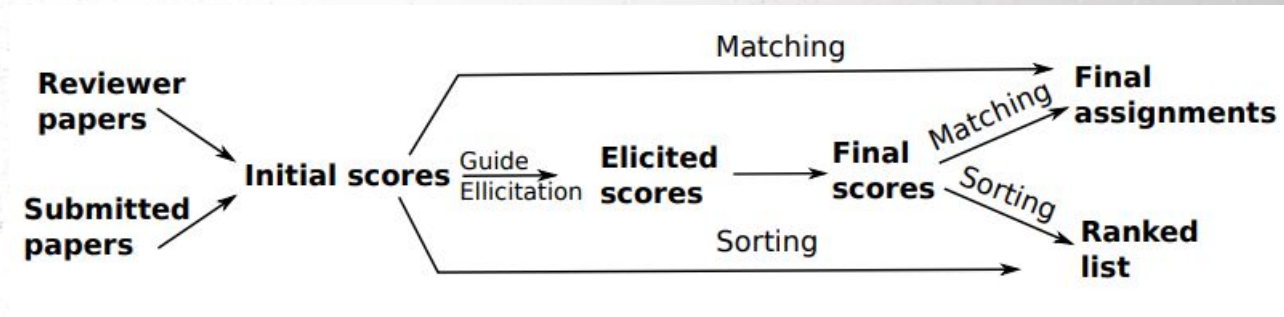 Matching
Reviewer
papers
Final
assignments
Matching
Initial scores
Guide
Ellicitation
Elicited
scores
Final
scores
Sorting
Submitted
papers
Sorting
Ranked
list